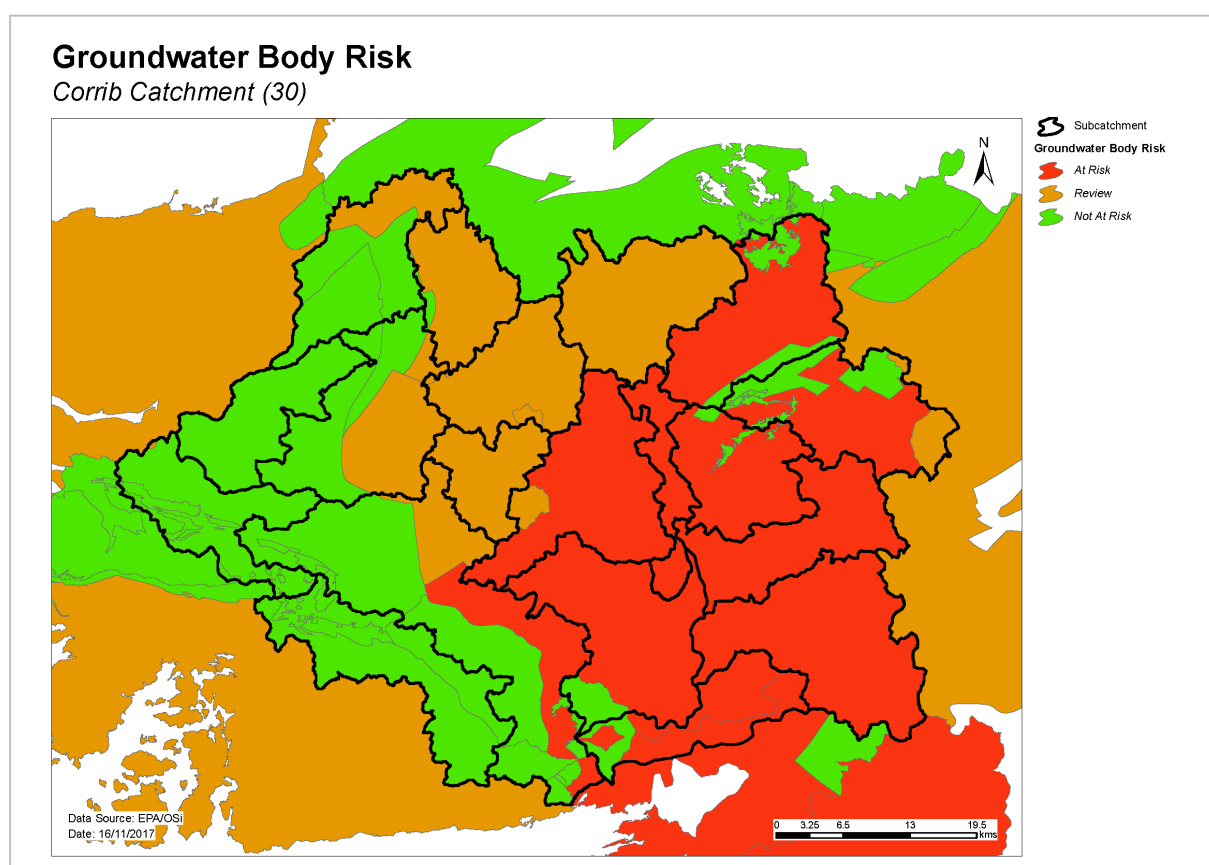 Groundwater Body Risk
Corrib Catchment (30)
N
Subcatchment
Groundwater Body Risk
At Risk
Review
Not At Risk
Data Source: EPA/OSi
Date: 16/11/2017
0 3.25 6.5 13 19.5
kms